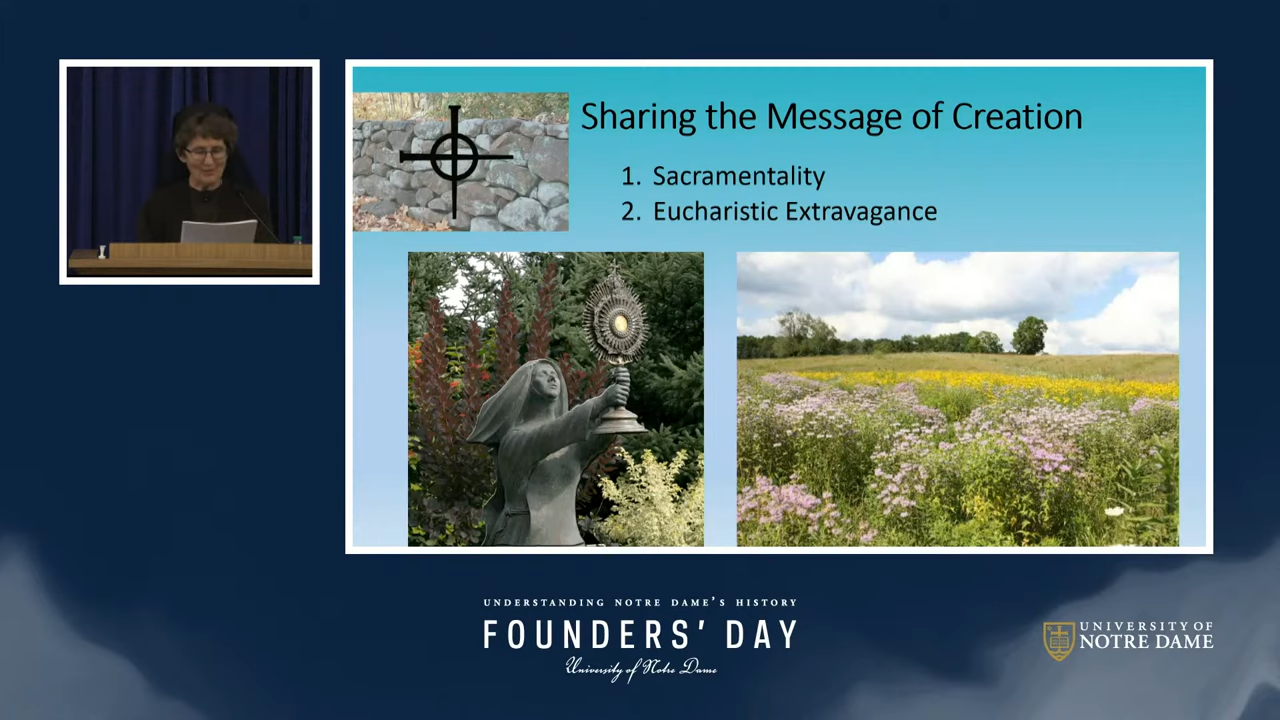 Sharing the Message of Creation
1. Sacramentality
2. Eucharistic Extravagance
UNDERSTANDING NOTRE DAME'S HISTORY
FOUNDERS' DAY
University of Notre Dame
UNIVERSITY OF
NOTRE DAME